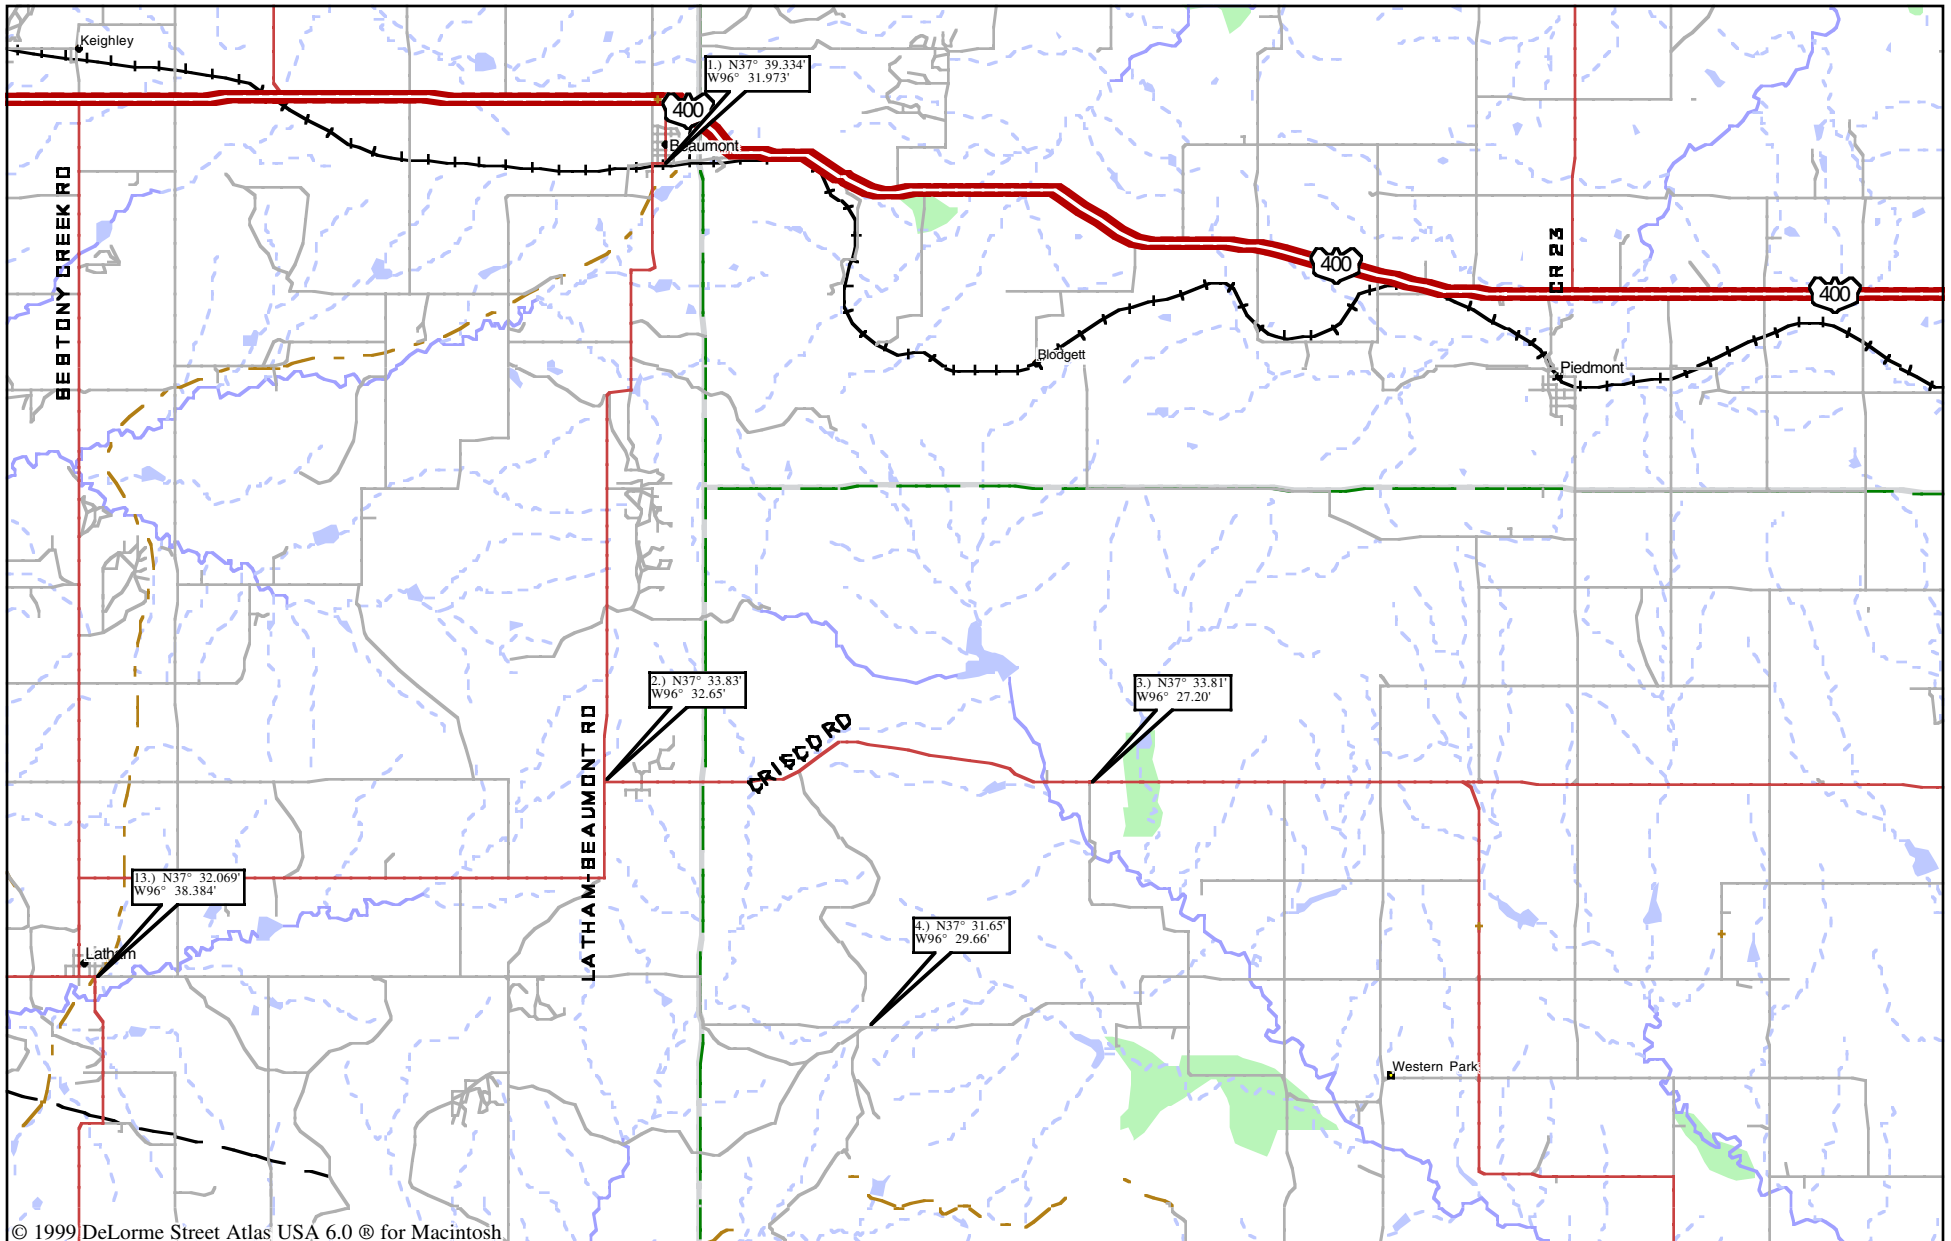 Keighley
1.) N37° 39.334'
W96° 31.973'
400
Beaumont
BEBTONY CREEK RD
CR 23
400
400
Blodgett
Piedmont
2.) N37° 33.83'
W96° 32.65'
3.) N37° 33.81'
W96° 27.20'
CRISCO RD
LATHAM-BEAUMONT RD
13.) N37° 32.069'
W96° 38.384'
Latham
4.) N37° 31.65'
W96° 29.66'
Western Park
© 1999 DeLorme Street Atlas USA 6.0 ® for Macintosh